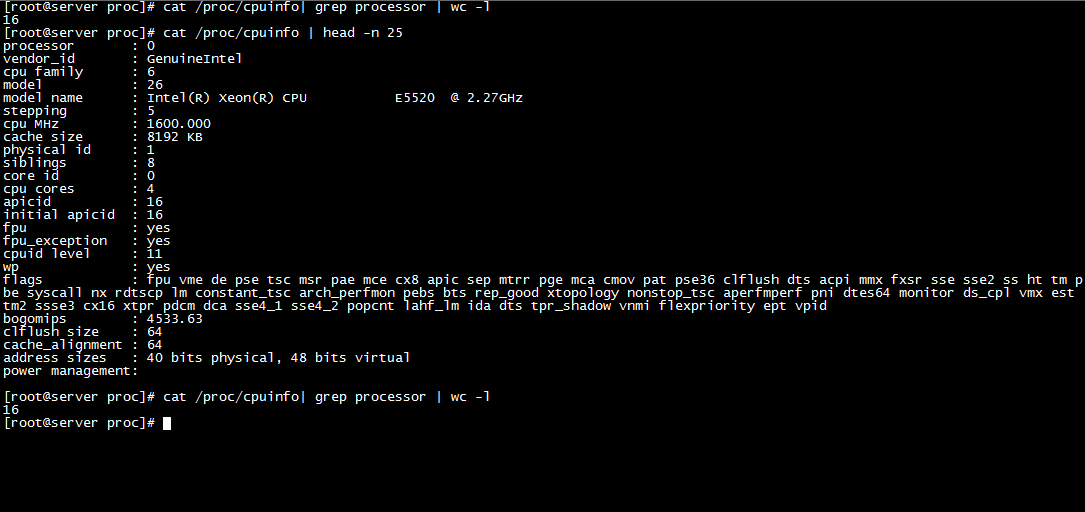 [root@server proc]# cat /proc/cpuinfo| grep processor | wc -l
16
[root@server proc]# cat /proc/cpuinfo | head -n 25
processor : 0
vendor_id : GenuineIntel
cpu family : 6
model : 26
model name : Intel(R) Xeon(R) CPU E5520 @ 2.27GHz
stepping : 5
cpu MHz : 1600.000
cache size : 8192 KB
physical id : 1
siblings : 8
core id : 0
cpu cores : 4
apicid : 16
initial apicid : 16
fpu : yes
fpu_exception : yes
cpuid level : 11
wp : yes
flags : fpu vme de pse tsc msr pae mce cx8 apic sep mtrr pge mca cmov pat pse36 clflush dts acpi mmx fxsr sse sse2 ss ht tm p
be syscall nx rdtscp lm constant_tsc arch_perfmon pebs bts rep_good xtopology nonstop_tsc aperfmperf pni dtes64 monitor ds_cpl vmx est
tm2 ssse3 cx16 xtpr pdcm dca sse4_1 sse4_2 popcnt lahf_lm ida dts tpr_shadow vnmi flexpriority ept vpid
bogomips : 4533.63
clflush size : 64
cache_alignment : 64
address sizes : 40 bits physical, 48 bits virtual
power management:
[root@server proc]# cat /proc/cpuinfo| grep processor | wc -l
16
[root@server proc]#